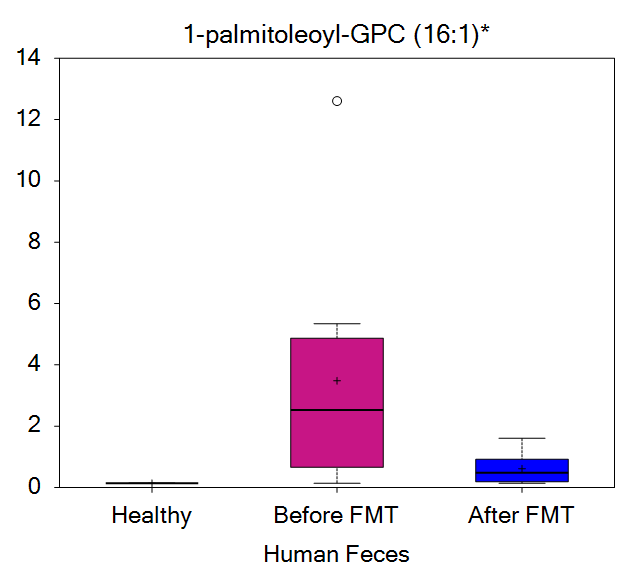 1-palmitoleoyl-GPC (16:1)*
14
12
10
8
6
4
2
0
Healthy Before FMT After FMT
Human Feces